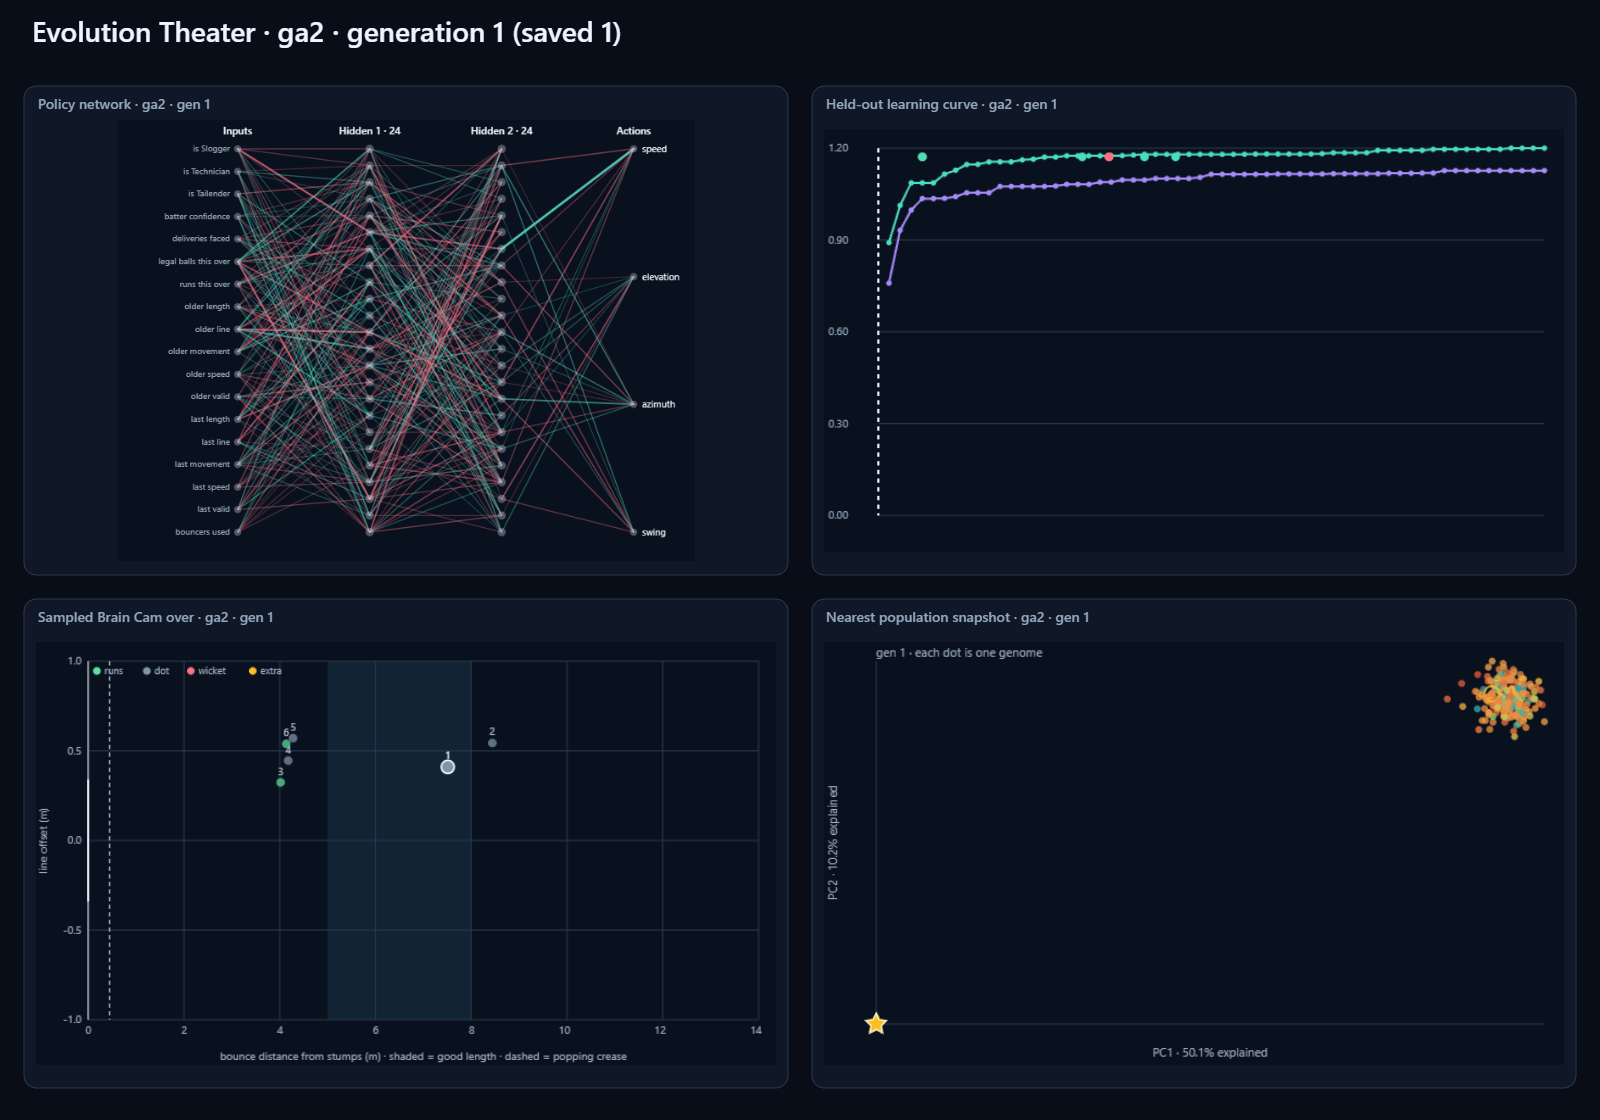 Evolution Theater · ga2 · generation 1 (saved 1)
Policy network · ga2 · gen 1
Inputs
Hidden 1 · 24
Hidden 2 · 24
Actions
is Slogger
is Technician
is Tailender
batter confidence
deliveries faced
legal balls this over
runs this over
older length
older line
older movement
older speed
older valid
last length
last line
last movement
last speed
last valid
bouncers used
speed
elevation
azimuth
swing
Held-out learning curve · ga2 · gen 1
1.20
0.90
0.60
0.30
0.00
Sampled Brain Cam over · ga2 · gen 1
runs
dot
wicket
extra
1.0
0.5
0.0
-0.5
-1.0
line offset (m)
6
5
4
3
1
2
0
2
4
6
8
10
12
14
bounce distance from stumps (m) · shaded = good length · dashed = popping crease
Nearest population snapshot · ga2 · gen 1
gen 1 · each dot is one genome
PC2 · 10.2% explained
PC1 · 50.1% explained